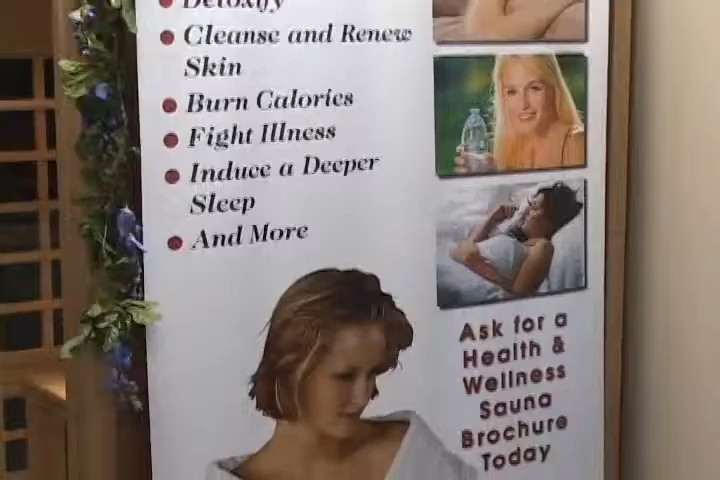 Detoxify
Cleanse and Renew
Skin
Burn Calories
Fight Illness
Induce a Deeper
Sleep
And More
Ask for a
Health &
Wellness
Sauna
Brochure
Today